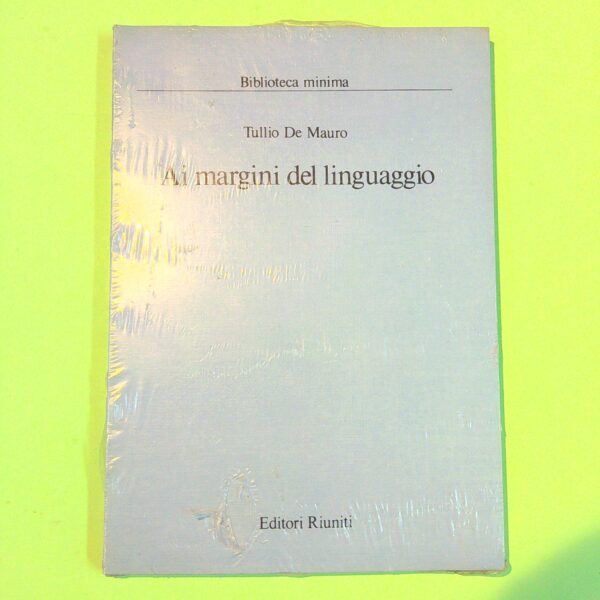 Biblioteca minima
Tullio De Mauro
Ai margini del linguaggio
Editori Riuniti